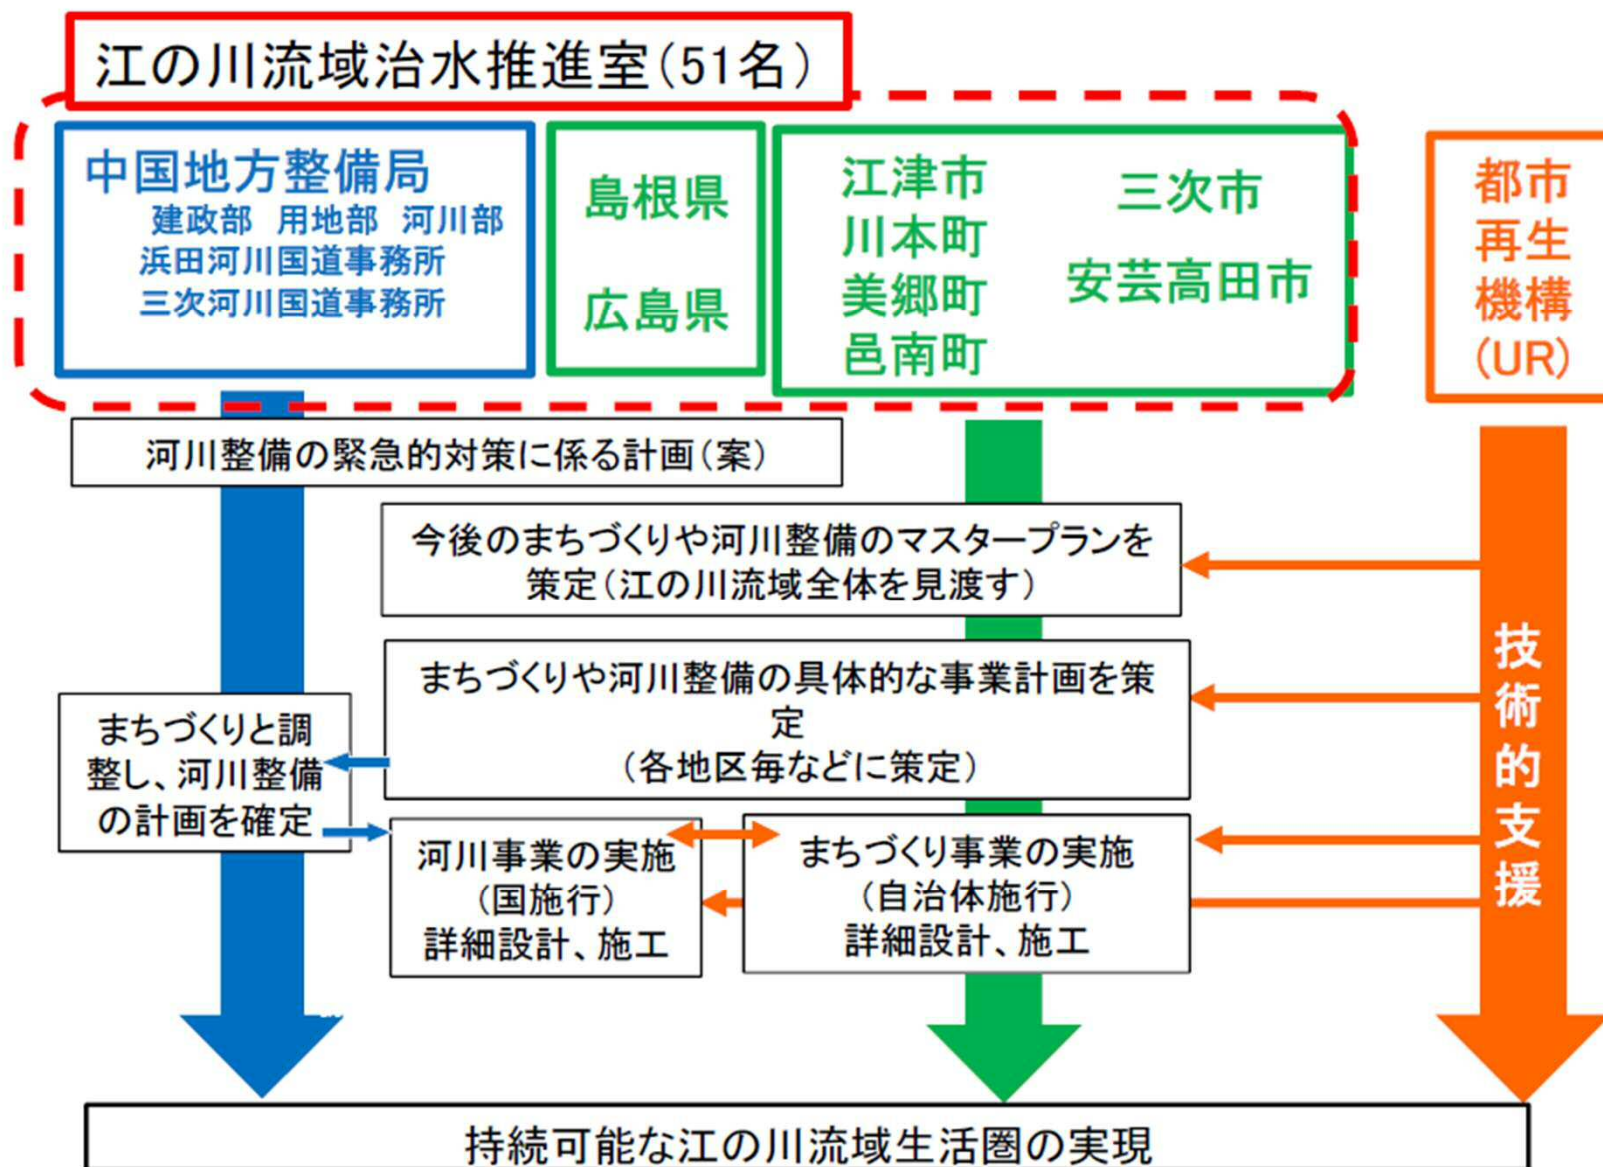 江の川流域治水推進室(51名)
中国地方整備局
建政部 用地部 河川部
浜田河川国道事務所
三次河川国道事務所
島根県
広島県
江津市
川本町
美郷町
邑南町
三次市
安芸高田市
都市
再生
機構
(UR)
河川整備の緊急的対策に係る計画(案)
今後のまちづくりや河川整備のマスタープランを
策定(江の川流域全体を見渡す)
まちづくりや河川整備の具体的な事業計画を策
定
(各地区毎などに策定)
まちづくりと調
整し、河川整備
の計画を確定
河川事業の実施
(国施行)
詳細設計、施工
まちづくり事業の実施
(自治体施行)
詳細設計、施工
技術的支援
持続可能な江の川流域生活圏の実現